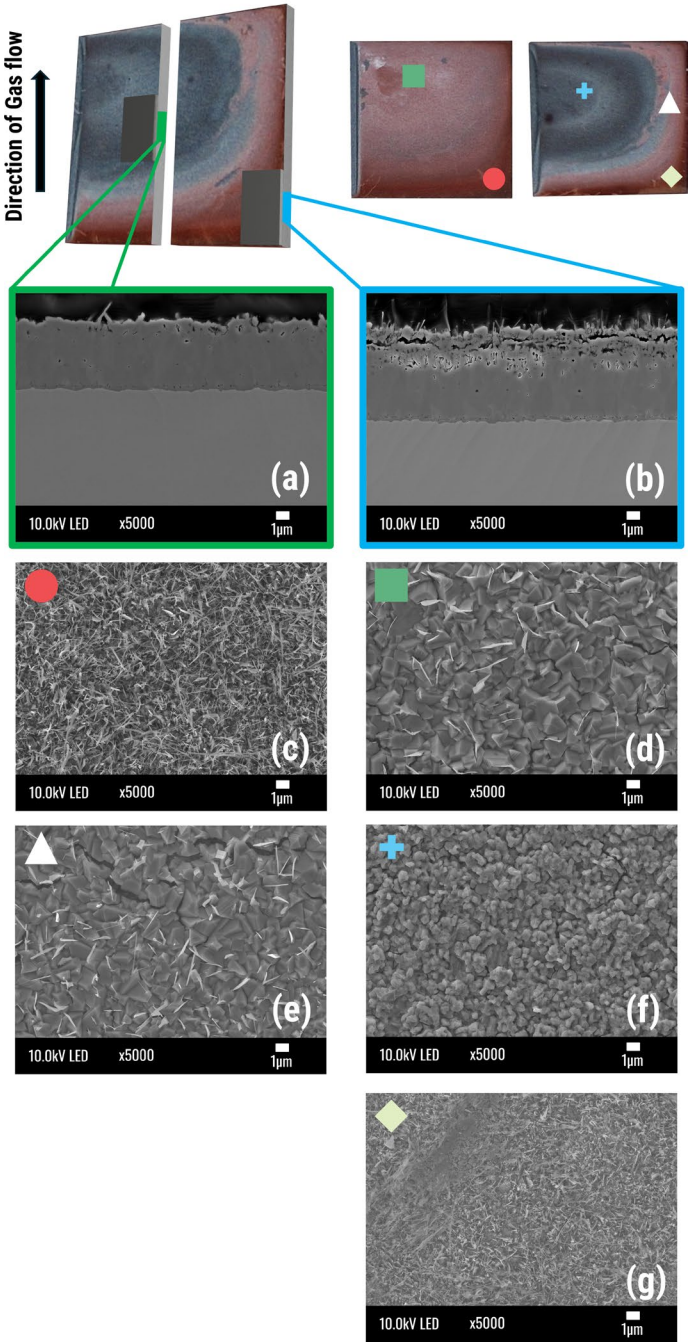 Direction of Gas flow
(a)
10.0kV LED x5000 1μm
(b)
10.0kV LED x5000 1μm
(c)
10.0kV LED x5000 1μm
(d)
10.0kV LED x5000 1μm
(e)
10.0kV LED x5000 1μm
(f)
10.0kV LED x5000 1μm
(g)
10.0kV LED x5000 1μm